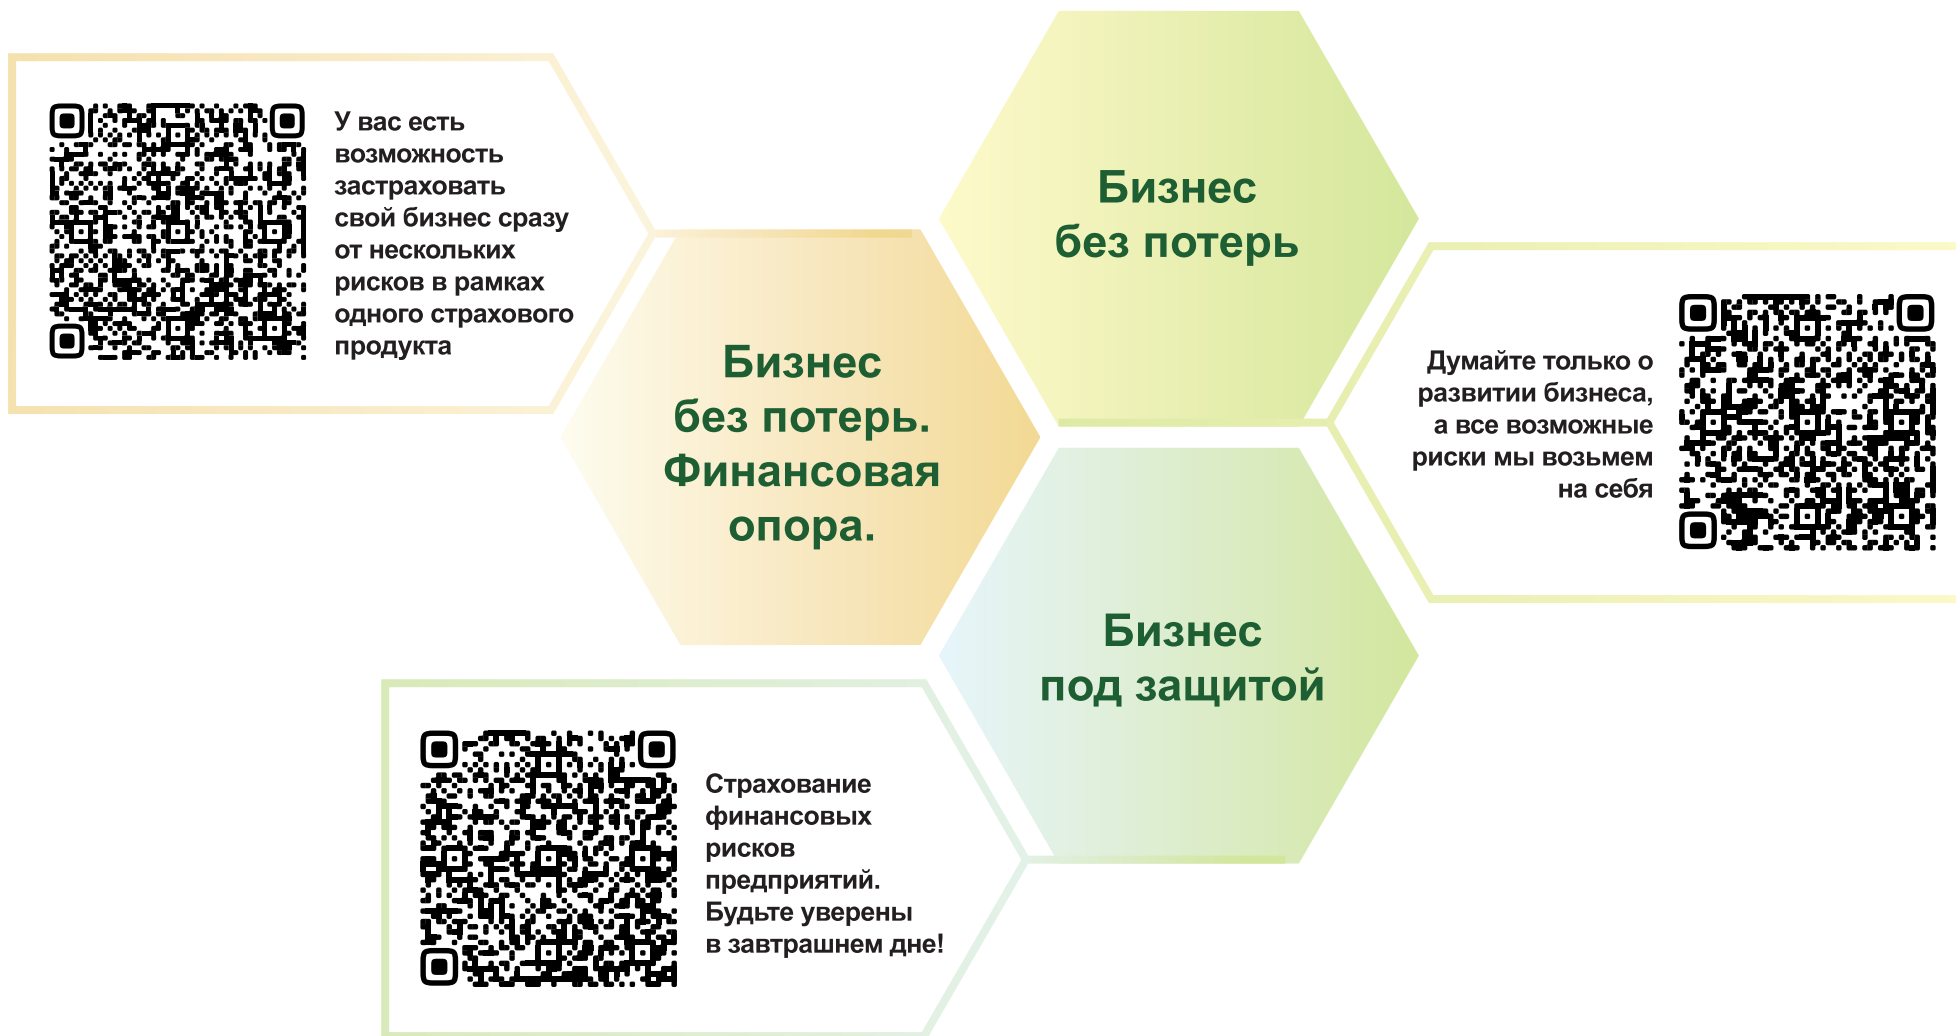 У вас есть
возможность
застраховать
свой бизнес сразу
от нескольких
рисков в рамках
одного страхового
продукта
Бизнес
без потерь.
Финансовая
опора.
Бизнес
без потерь
Думайте только о
развитии бизнеса,
а все возможные
риски мы возьмем
на себя
Бизнес
под защитой
Страхование
финансовых
рисков
предприятий.
Будьте уверены
в завтрашнем дне!